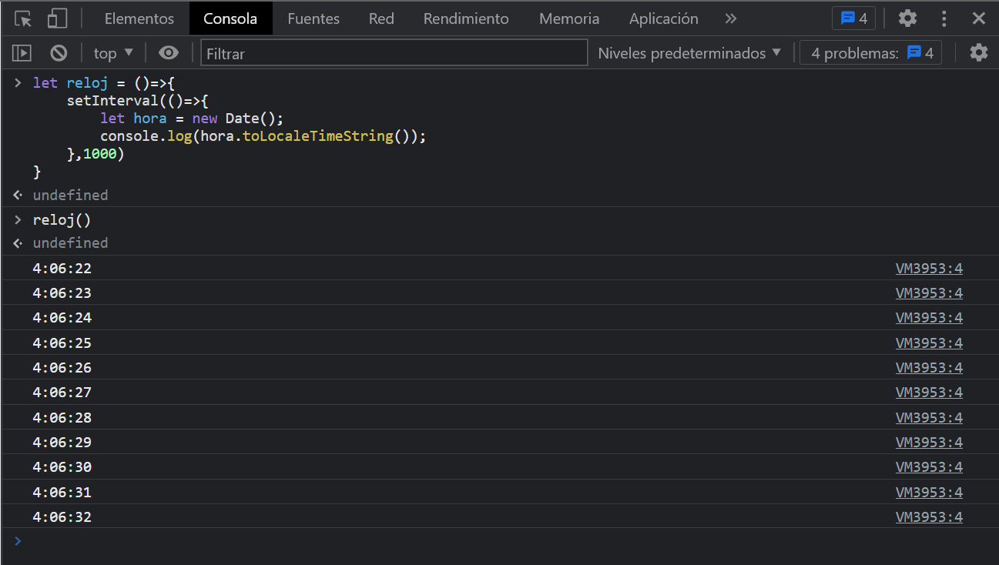 Elementos Consola Fuentes Red Rendimiento Memoria Aplicación » 4
top ▼ Filtrar Niveles predeterminados ▼ 4 problemas: 4
let reloj = ()=>{
    setInterval(()=>{
        let hora = new Date();
        console.log(hora.toLocaleTimeString());
    },1000)
}
undefined
reloj()
undefined
4:06:22 VM3953:4
4:06:23 VM3953:4
4:06:24 VM3953:4
4:06:25 VM3953:4
4:06:26 VM3953:4
4:06:27 VM3953:4
4:06:28 VM3953:4
4:06:29 VM3953:4
4:06:30 VM3953:4
4:06:31 VM3953:4
4:06:32 VM3953:4